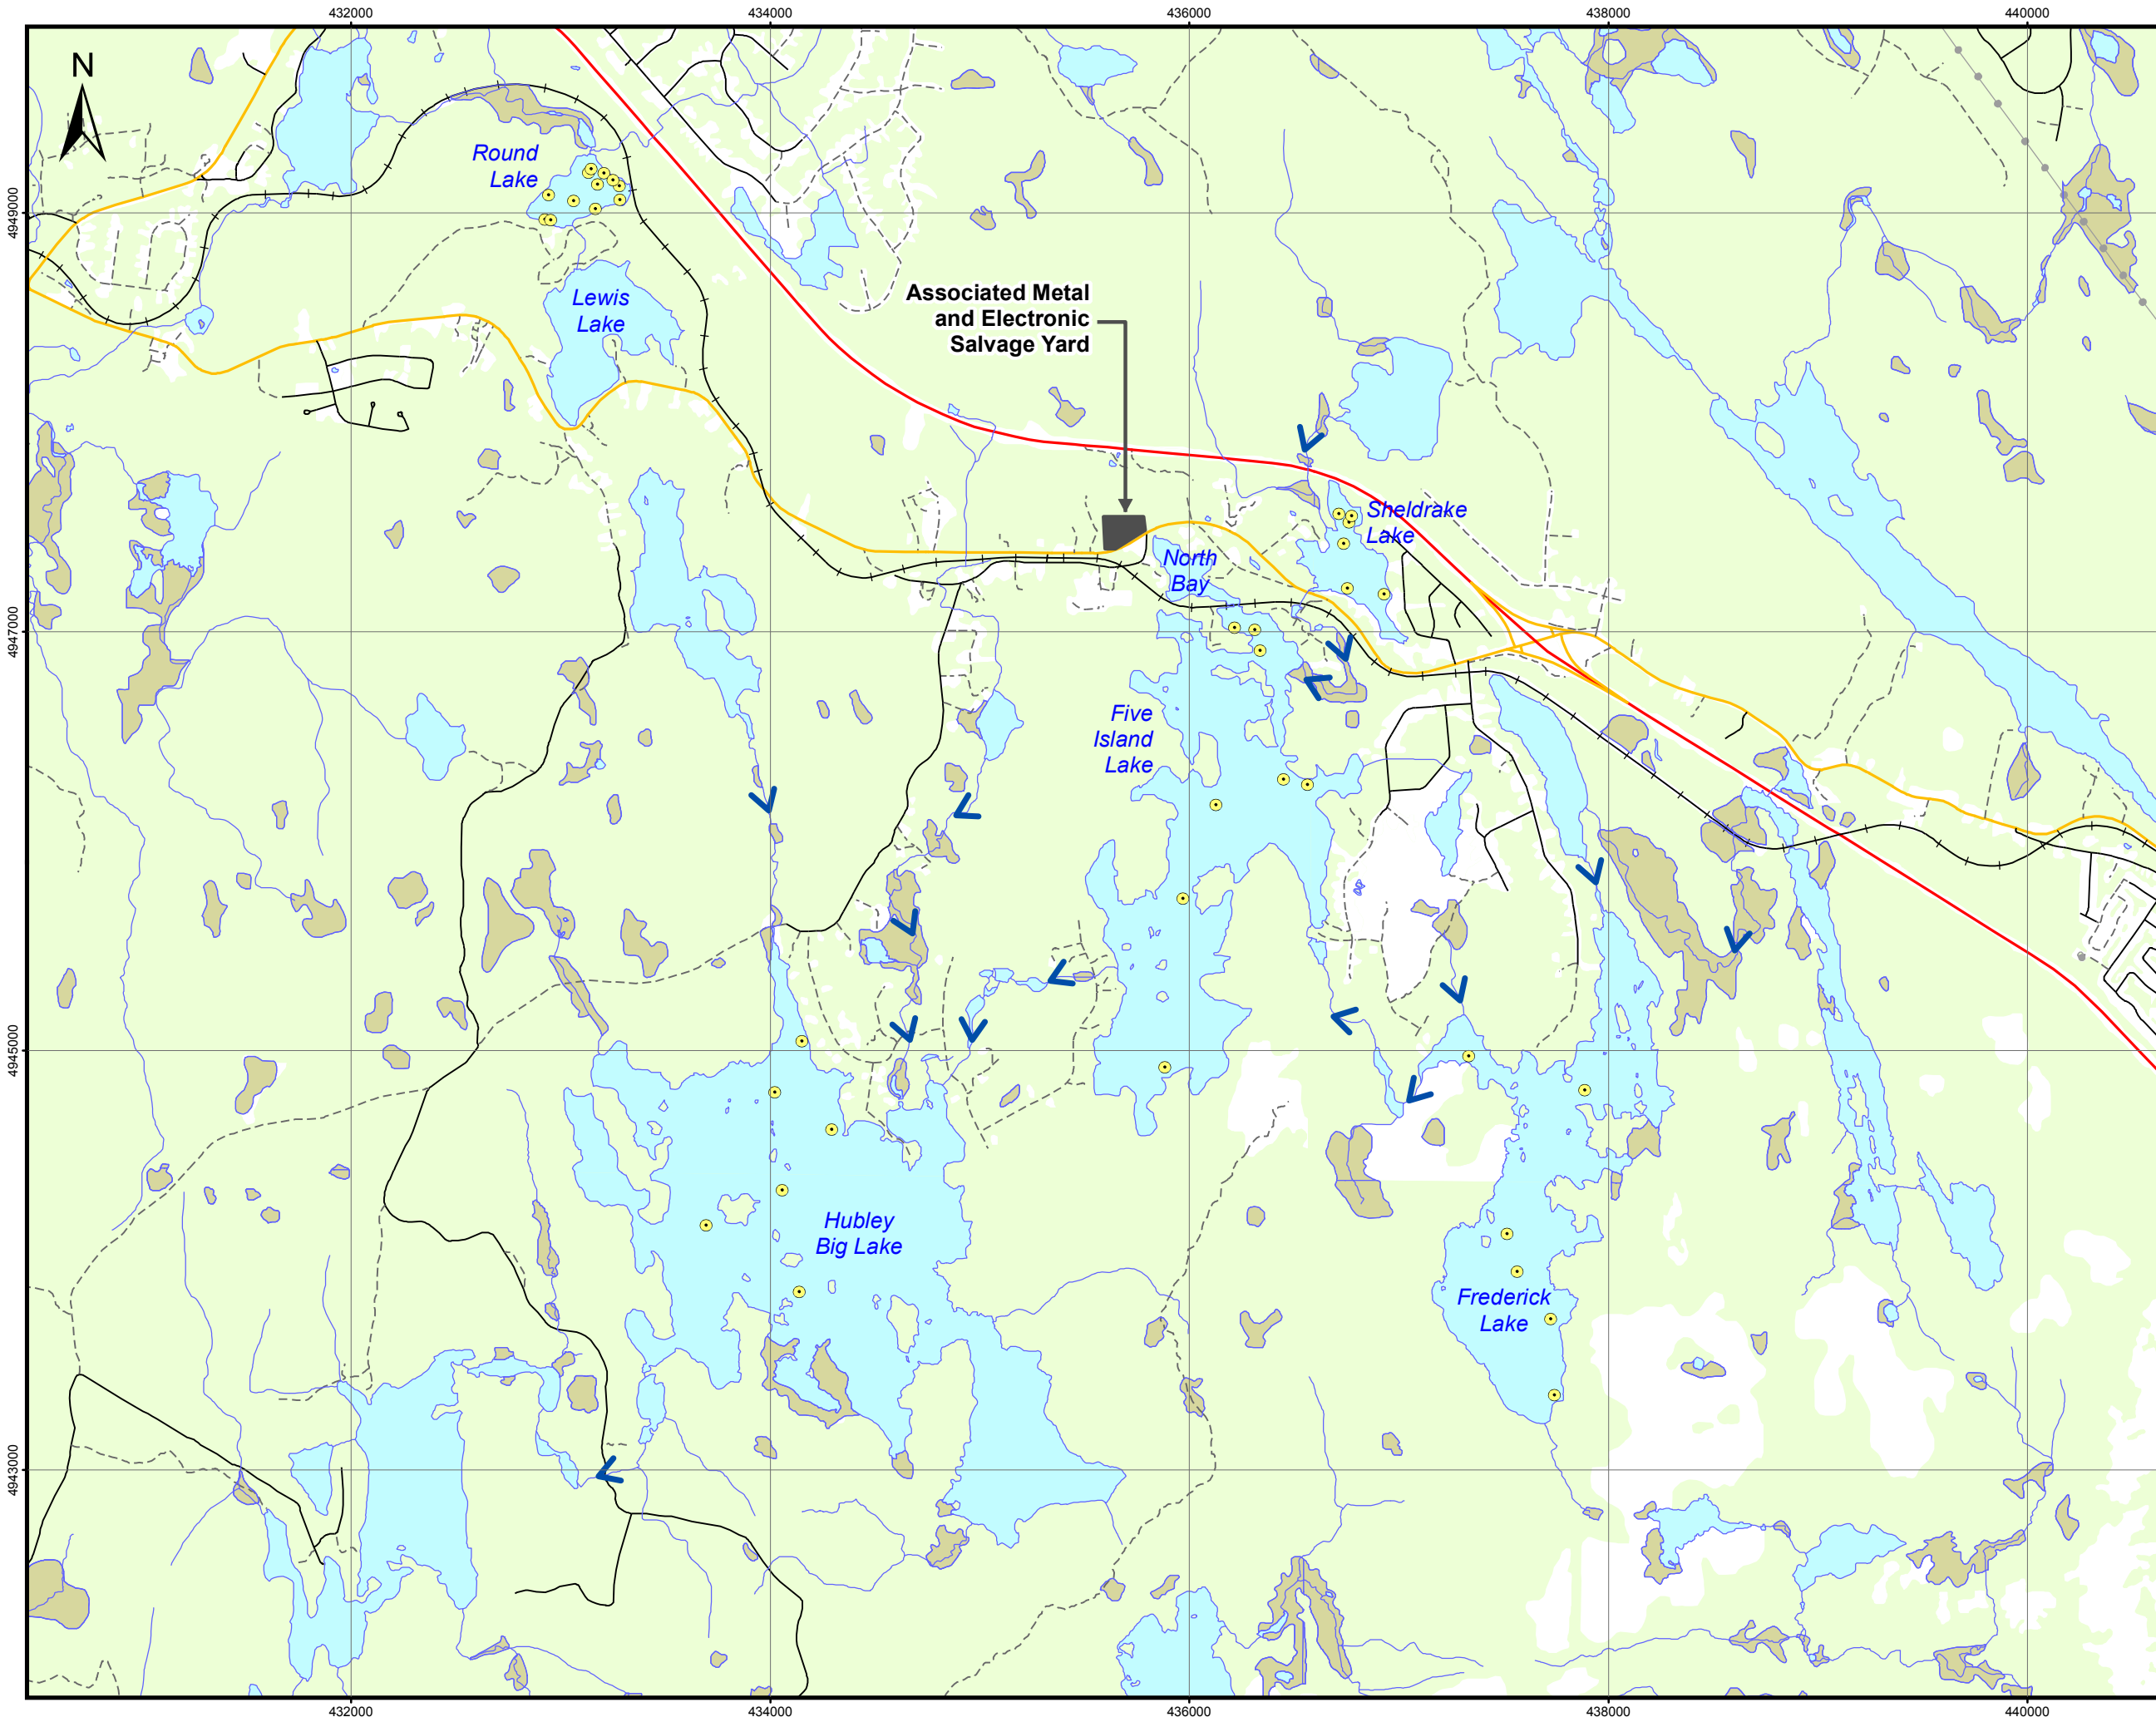 432000
434000
436000
438000
440000
N
Round
Lake
4949000
Lewis
Lake
Associated Metal
and Electronic
Salvage Yard
Sheldrake
Lake
North
Bay
4947000
Five
Island
Lake
4945000
Hubley
Big Lake
Frederick
Lake
4943000
432000
434000
436000
438000
440000